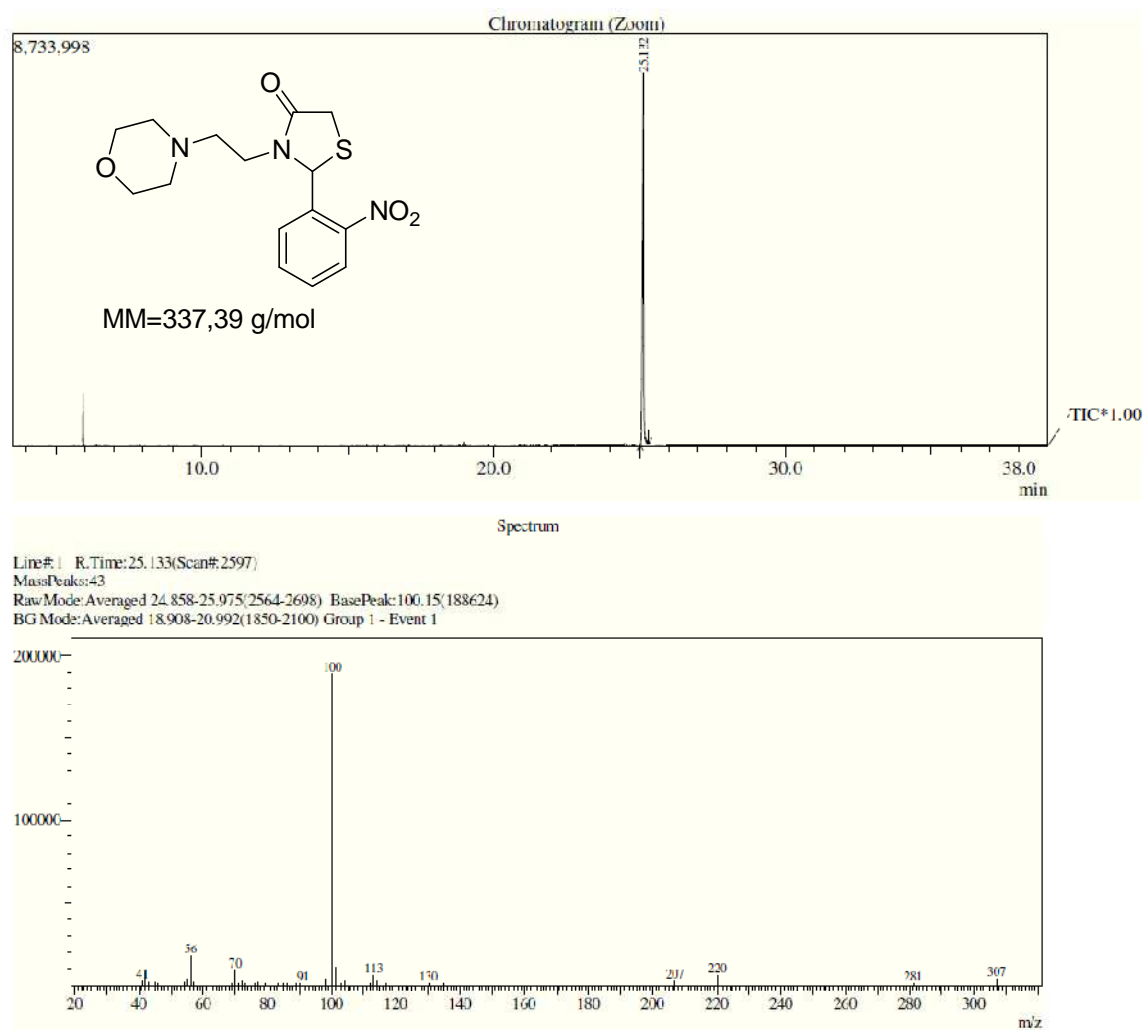 Chromatogram (Zoom)
8,733,998
25.132
O
N
O
N
S
NO2
MM=337,39 g/mol
TIC*1.00
10.0
20.0
30.0
38.0
min
Spectrum
Line#:1 R.Time:25.133(Scan#:2597)
MassPeaks:43
RawMode:Averaged 24.858-25.975(2564-2698) BasePeak:100.15(188624)
BG Mode:Averaged 18.908-20.992(1850-2100) Group 1 - Event 1
200000
100000
41
56
70
91
100
113
130
207
220
281
307
20 40 60 80 100 120 140 160 180 200 220 240 260 280 300
m/z